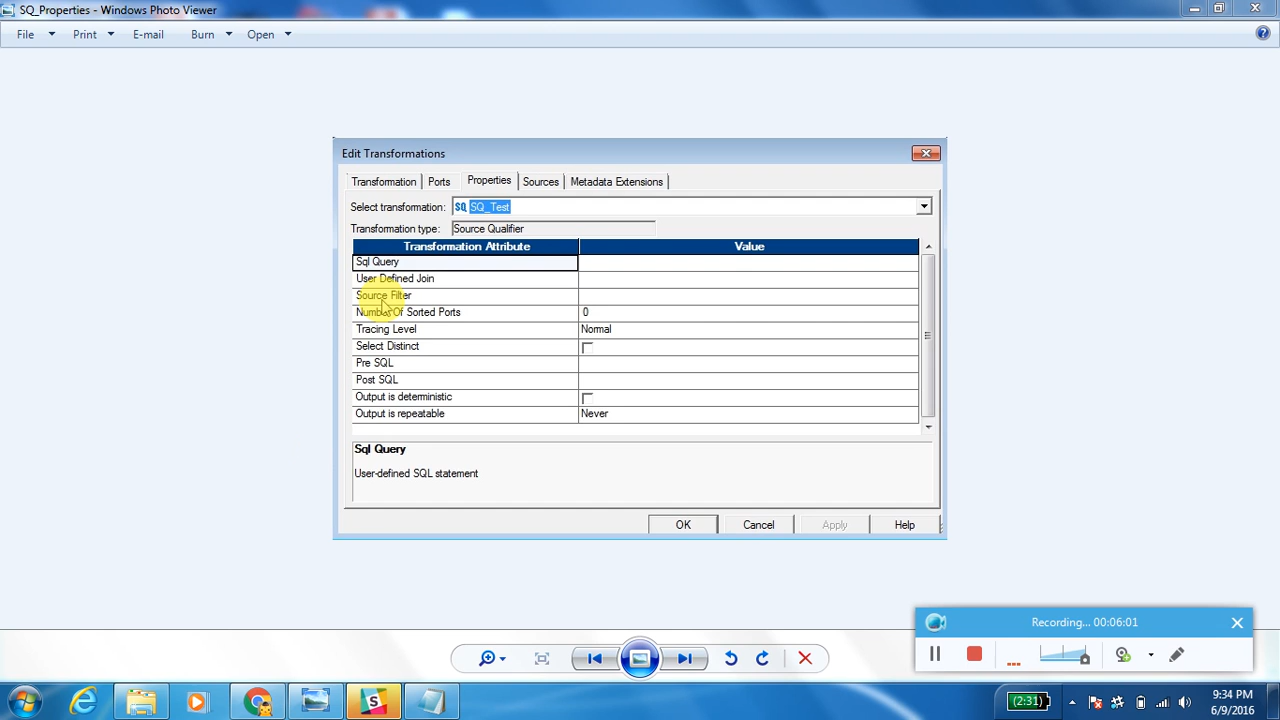 SQ_Properties - Windows Photo Viewer
File Print E-mail Burn Open
Edit Transformations
Transformation Ports Properties Sources Metadata Extensions
Select transformation: SQ SQ_Test
Transformation type: Source Qualifier
Transformation Attribute Value
Sql Query
User Defined Join
Source Filter
Number Of Sorted Ports 0
Tracing Level Normal
Select Distinct
Pre SQL
Post SQL
Output is deterministic
Output is repeatable Never
Sql Query
User-defined SQL statement
OK Cancel Apply Help
Recording... 00:06:01
(2:31)
9:34 PM
6/9/2016